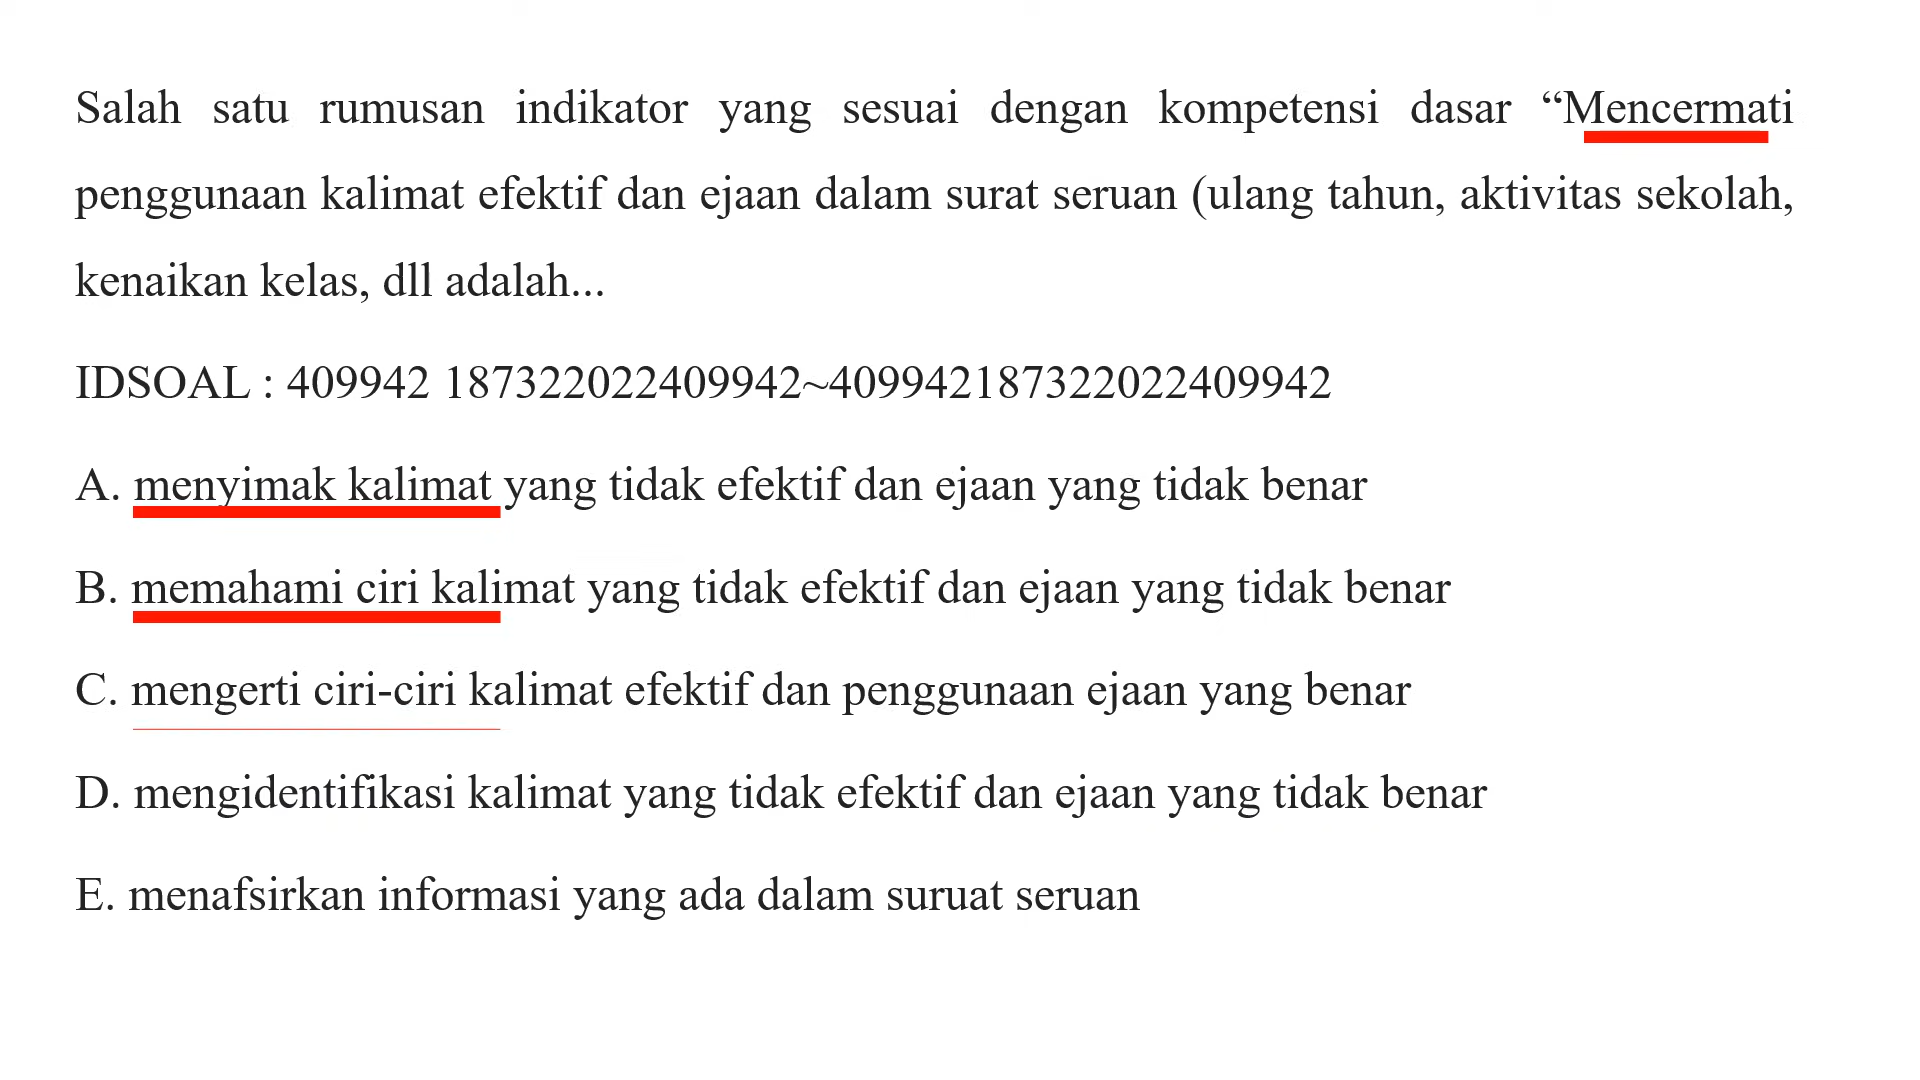 Salah satu rumusan indikator yang sesuai dengan kompetensi dasar “Mencermati
penggunaan kalimat efektif dan ejaan dalam surat seruan (ulang tahun, aktivitas sekolah,
kenaikan kelas, dll adalah...
IDSOAL : 409942 187322022409942~409942187322022409942
A. menyimak kalimat yang tidak efektif dan ejaan yang tidak benar
B. memahami ciri kalimat yang tidak efektif dan ejaan yang tidak benar
C. mengerti ciri-ciri kalimat efektif dan penggunaan ejaan yang benar
D. mengidentifikasi kalimat yang tidak efektif dan ejaan yang tidak benar
E. menafsirkan informasi yang ada dalam suruat seruan